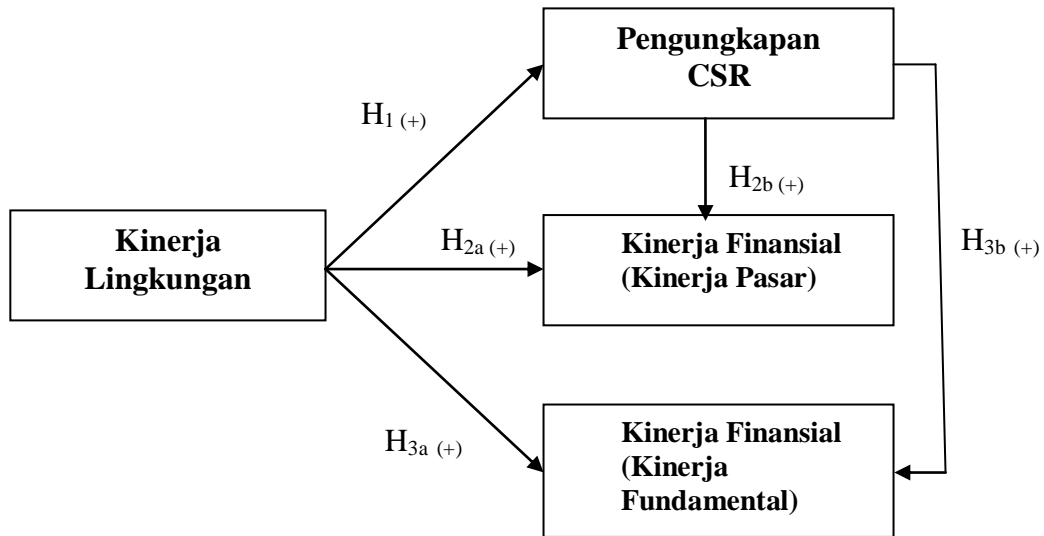 Pengungkapan
CSR
H1 (+)
H2b (+)
Kinerja
Lingkungan
H2a (+)
Kinerja Finansial
(Kinerja Pasar)
H3b (+)
H3a (+)
Kinerja Finansial
(Kinerja
Fundamental)